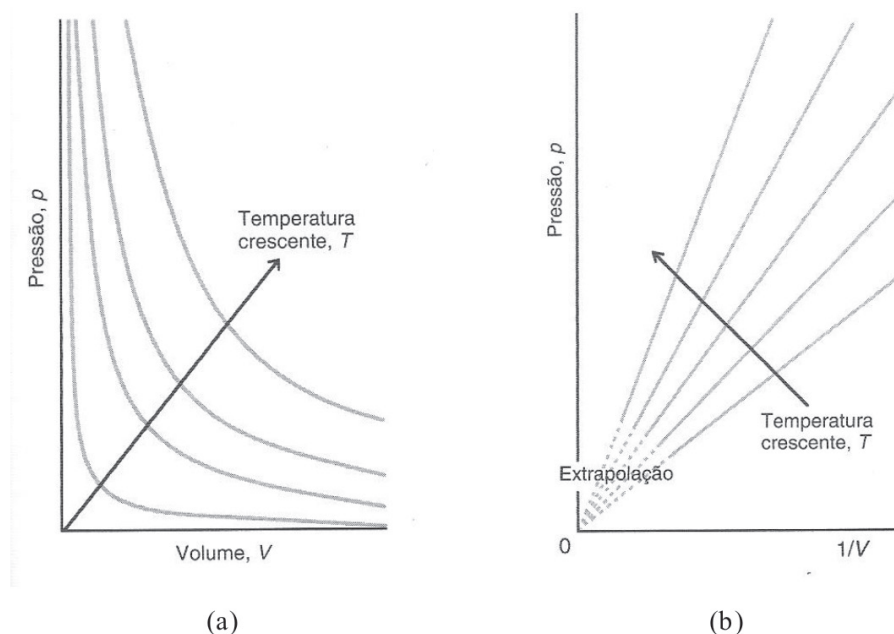 Pressão, p
Temperatura
crescente, T
Volume, V
(a)
Pressão, p
Temperatura
crescente, T
Extrapolação
0
1/V
(b)